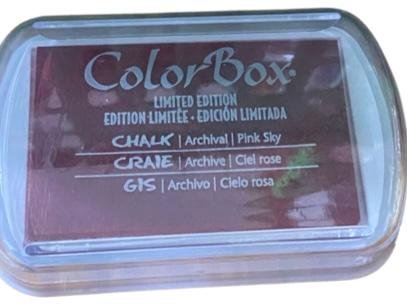 ColorBox®
LIMITED EDITION
EDITION LIMITÉE • EDICIÓN LIMITADA
CHALK | Archival | Pink Sky
CRAIE | Archive | Ciel rose
GIS | Archivo | Cielo rosa